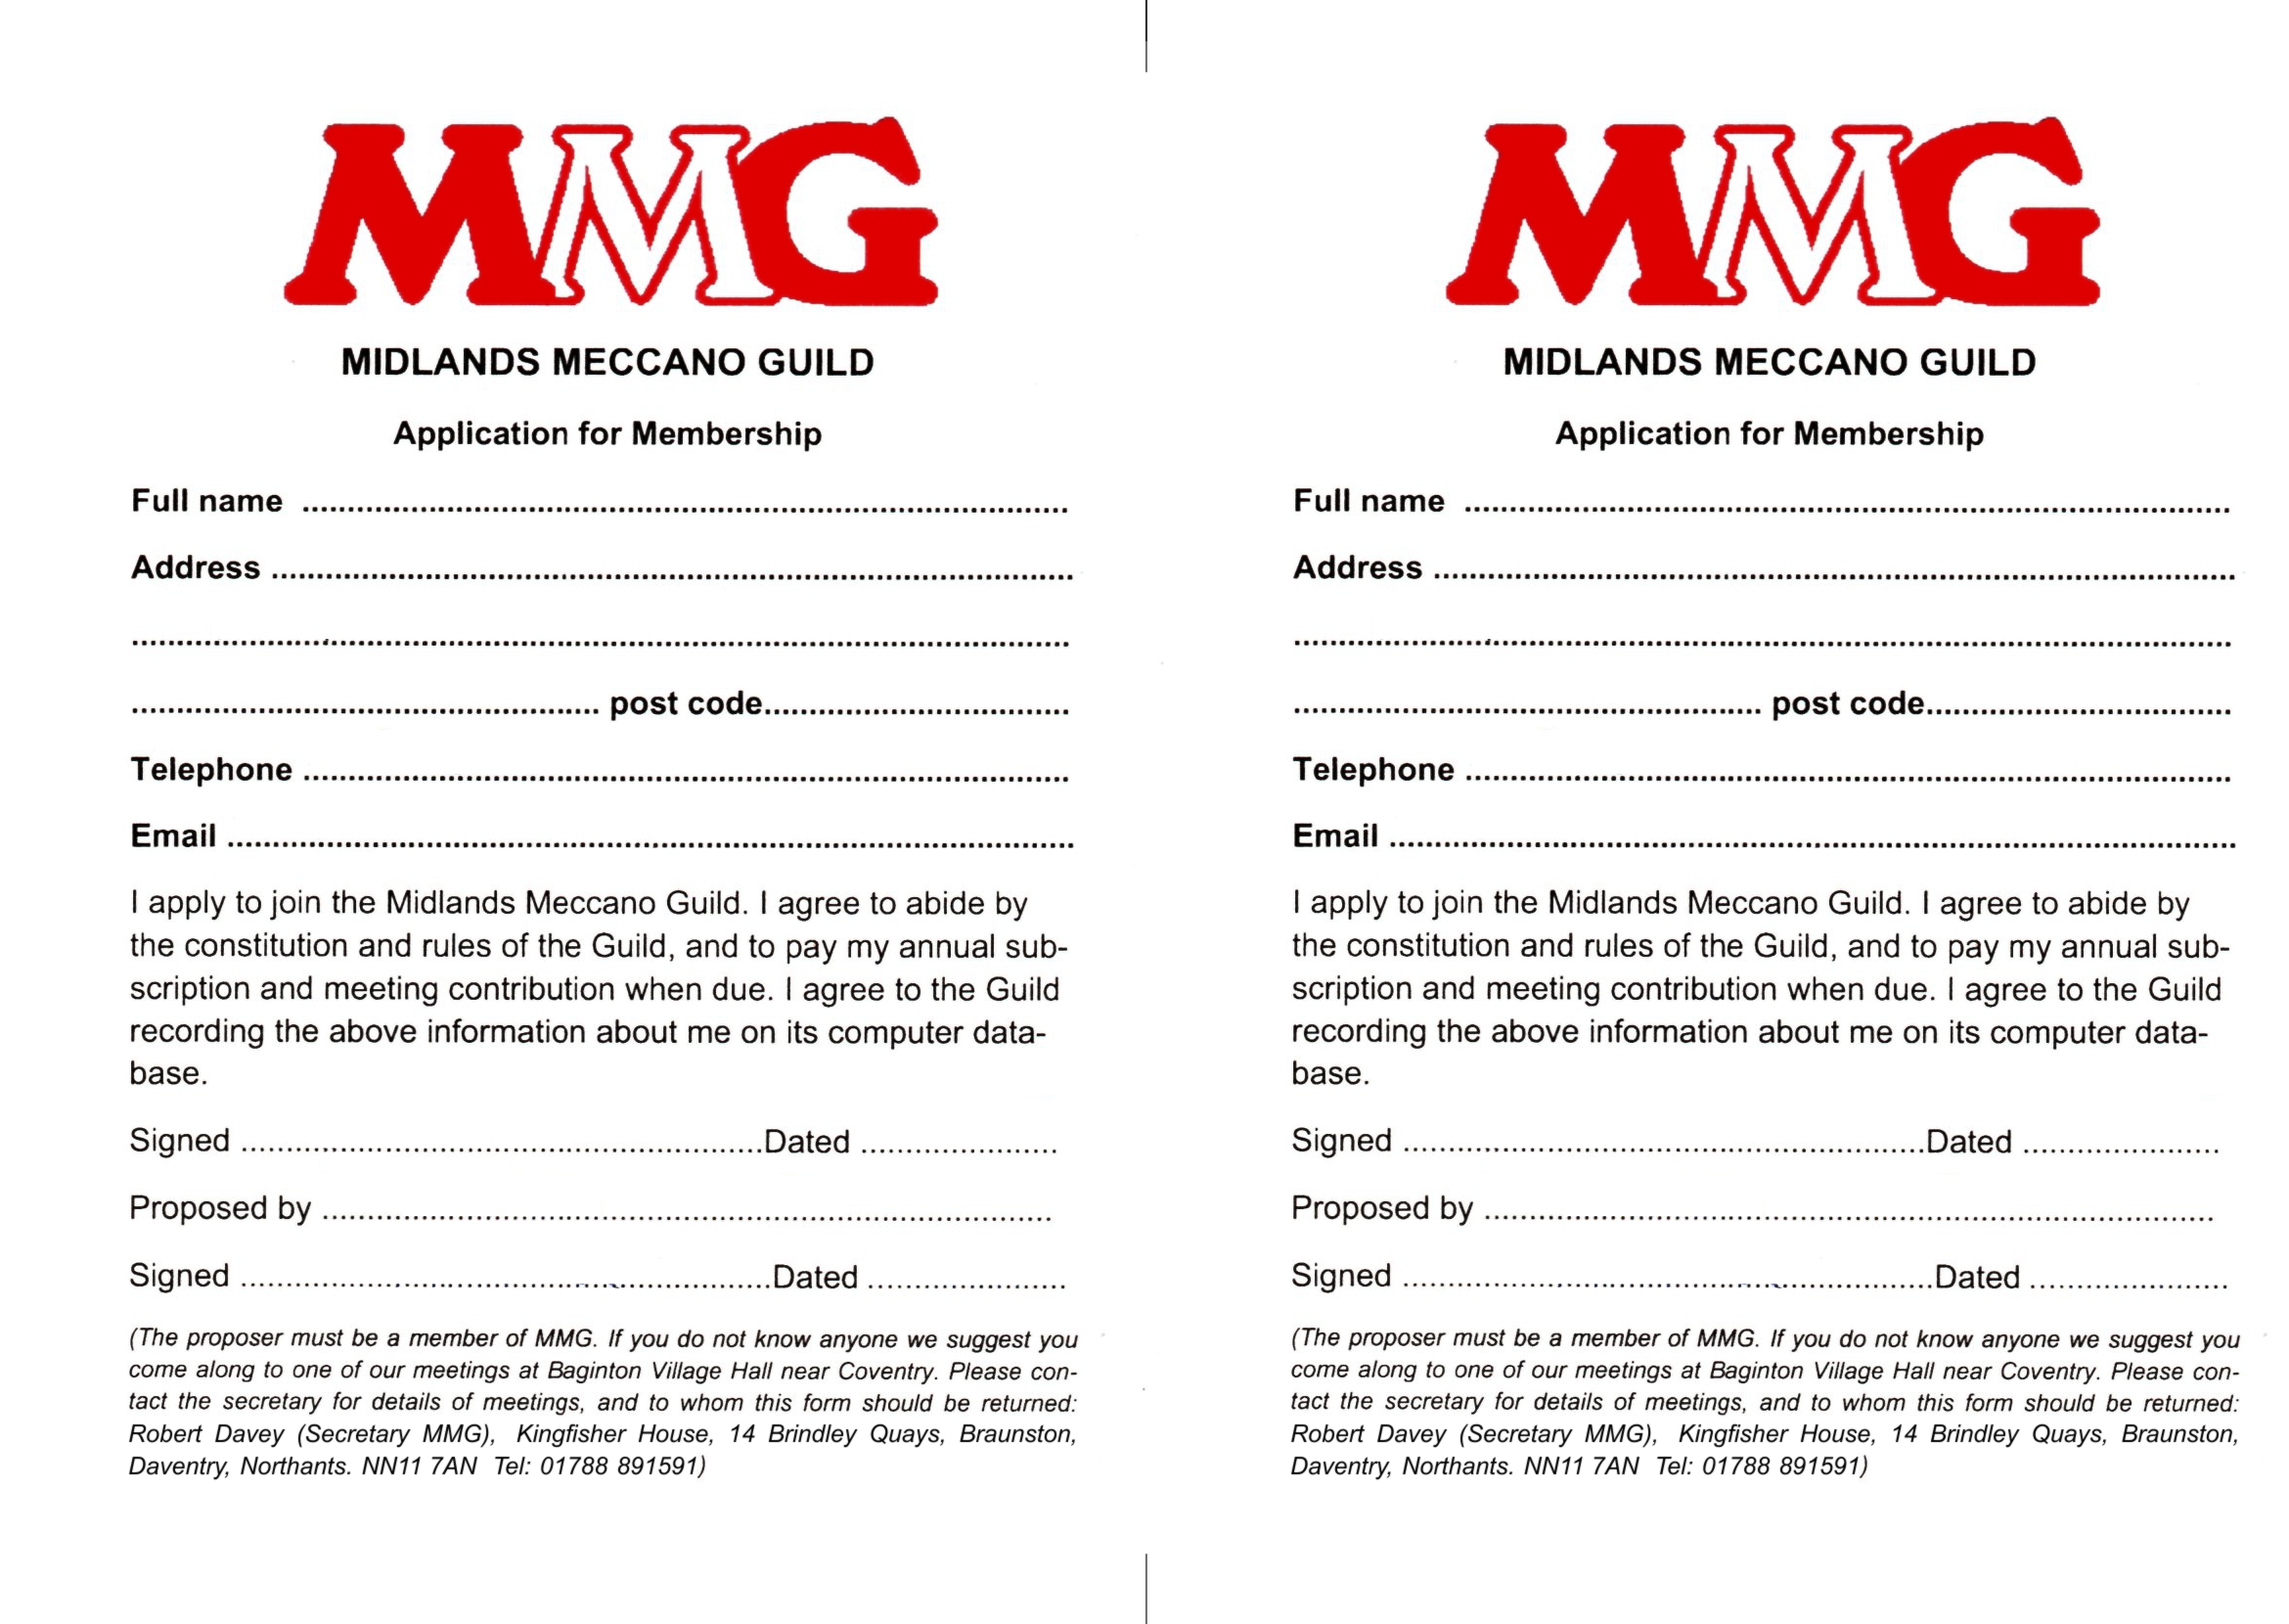 MMG
MIDLANDS MECCANO GUILD
Application for Membership
Full name ....................................................................................
Address ........................................................................................
.......................................................................................................
................................................... post code.................................
Telephone ....................................................................................
Email .............................................................................................
I apply to join the Midlands Meccano Guild. I agree to abide by
the constitution and rules of the Guild, and to pay my annual sub-
scription and meeting contribution when due. I agree to the Guild
recording the above information about me on its computer data-
base.
Signed .........................................................Dated ......................
Proposed by ................................................................................
Signed ..........................................................Dated ......................
(The proposer must be a member of MMG. If you do not know anyone we suggest you
come along to one of our meetings at Baginton Village Hall near Coventry. Please con-
tact the secretary for details of meetings, and to whom this form should be returned:
Robert Davey (Secretary MMG), Kingfisher House, 14 Brindley Quays, Braunston,
Daventry, Northants. NN11 7AN Tel: 01788 891591)
MMG
MIDLANDS MECCANO GUILD
Application for Membership
Full name ....................................................................................
Address ........................................................................................
.......................................................................................................
................................................... post code.................................
Telephone ....................................................................................
Email .............................................................................................
I apply to join the Midlands Meccano Guild. I agree to abide by
the constitution and rules of the Guild, and to pay my annual sub-
scription and meeting contribution when due. I agree to the Guild
recording the above information about me on its computer data-
base.
Signed .........................................................Dated ......................
Proposed by ................................................................................
Signed ..........................................................Dated ......................
(The proposer must be a member of MMG. If you do not know anyone we suggest you
come along to one of our meetings at Baginton Village Hall near Coventry. Please con-
tact the secretary for details of meetings, and to whom this form should be returned:
Robert Davey (Secretary MMG), Kingfisher House, 14 Brindley Quays, Braunston,
Daventry, Northants. NN11 7AN Tel: 01788 891591)